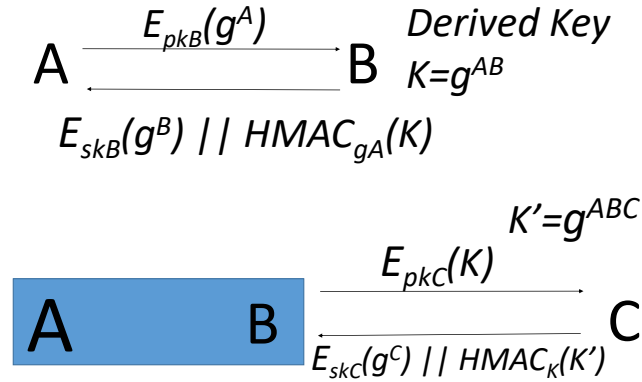 E_pkB(g^A)
Derived Key
A
B
K=g^AB
E_skB(g^B) || HMAC_gA(K)
K'=g^ABC
E_pkC(K)
A
B
C
E_skC(g^C) || HMAC_K(K')